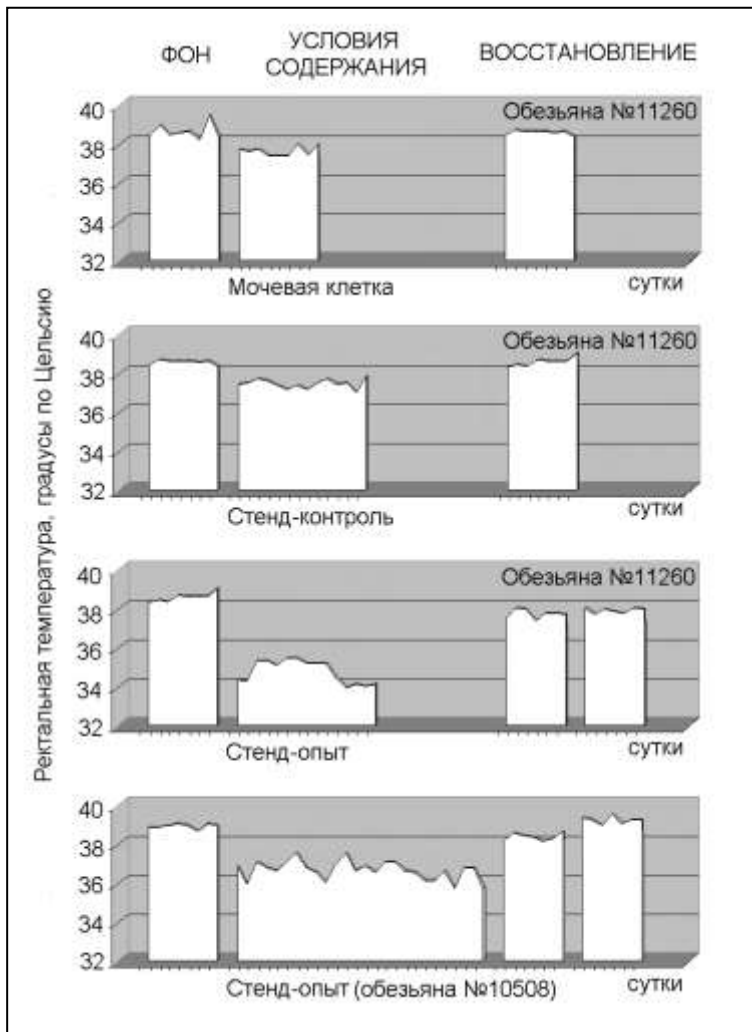 ФОН
УСЛОВИЯ
СОДЕРЖАНИЯ
ВОССТАНОВЛЕНИЕ
Ректальная температура, градусы по Цельсию
40
38
36
34
32
Обезьяна №11260
Мочевая клетка
сутки
40
38
36
34
32
Обезьяна №11260
Стенд-контроль
сутки
40
38
36
34
32
Обезьяна №11260
Стенд-опыт
сутки
40
38
36
34
32
Стенд-опыт (обезьяна №10508)
сутки